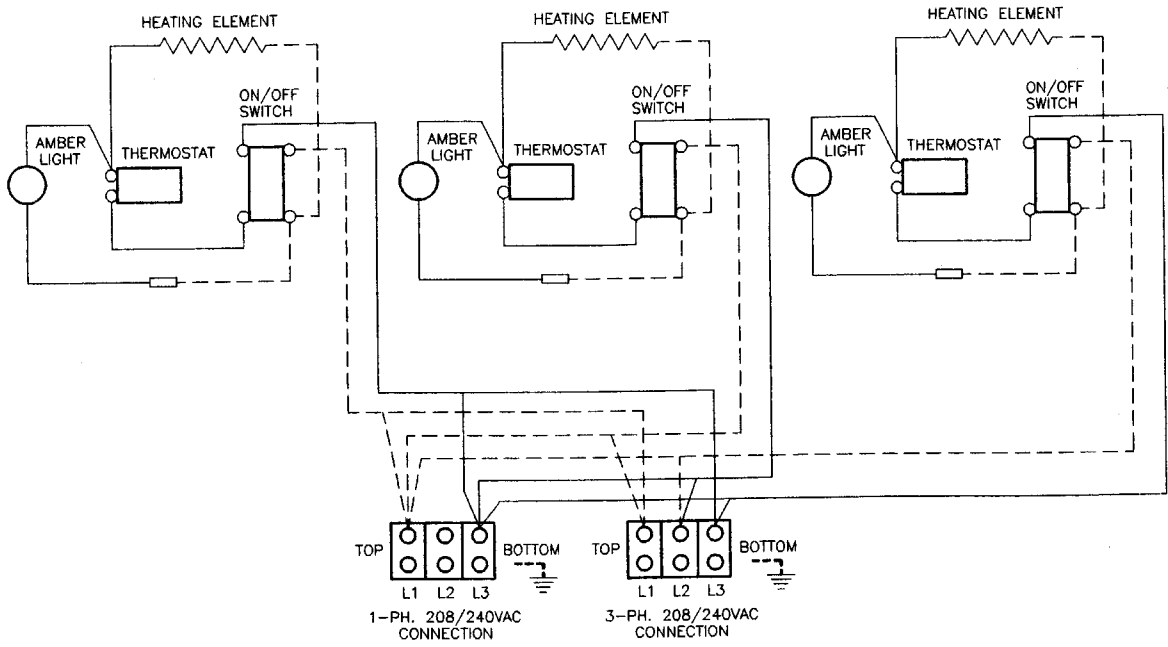 HEATING ELEMENT
HEATING ELEMENT
HEATING ELEMENT
ON/OFF
SWITCH
ON/OFF
SWITCH
ON/OFF
SWITCH
AMBER
LIGHT
THERMOSTAT
AMBER
LIGHT
THERMOSTAT
AMBER
LIGHT
THERMOSTAT
TOP
BOTTOM
TOP
BOTTOM
L1 L2 L3
L1 L2 L3
1-PH. 208/240VAC
CONNECTION
3-PH. 208/240VAC
CONNECTION